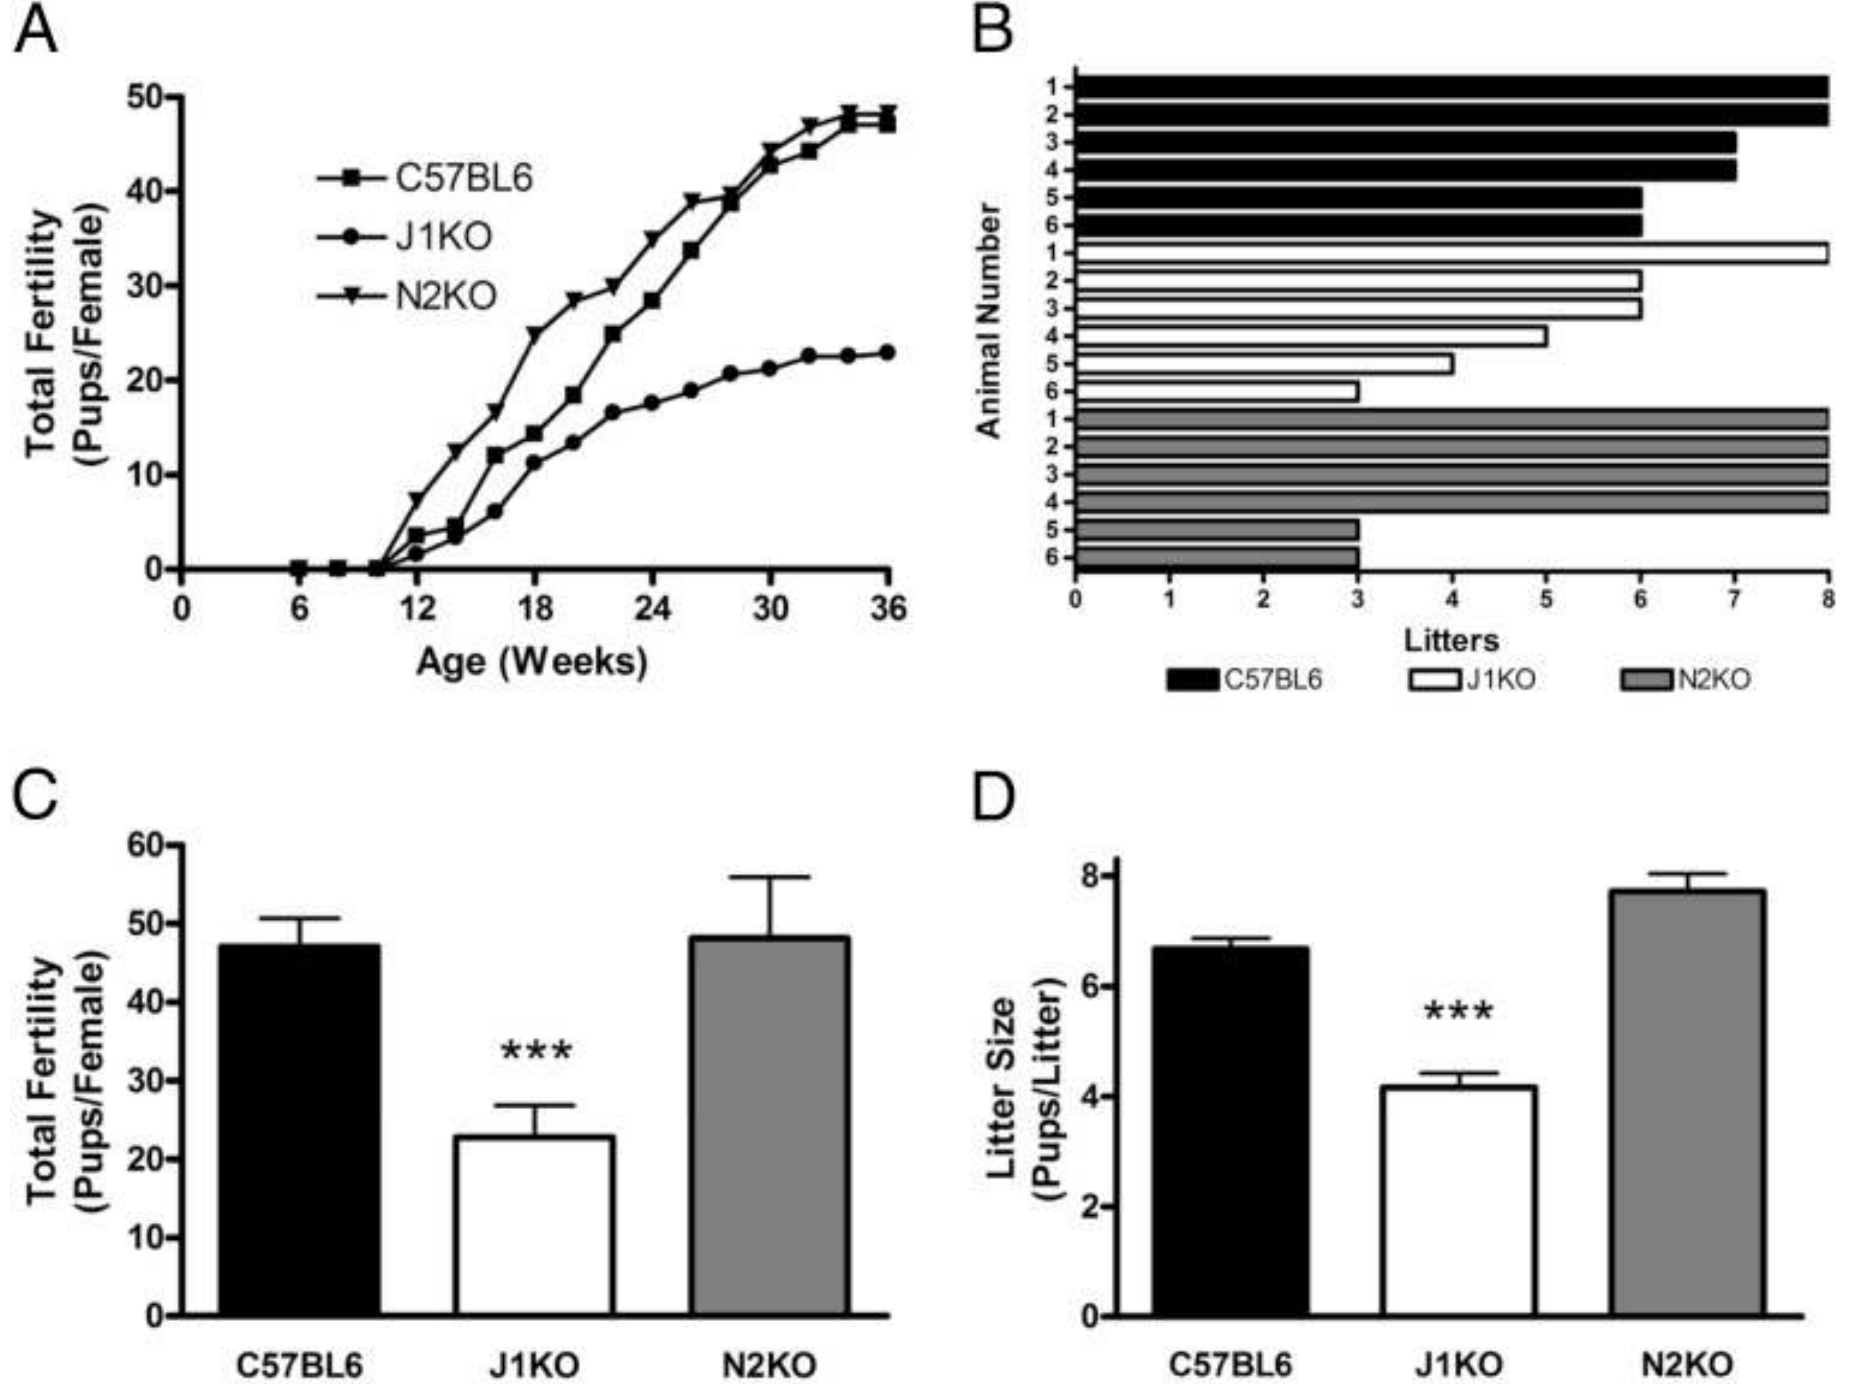 A
50
40
30
20
10
0
Total Fertility
(Pups/Female)
C57BL6
J1KO
N2KO
0 6 12 18 24 30 36
Age (Weeks)
B
Animal Number
1
2
3
4
5
6
1
2
3
4
5
6
1
2
3
4
5
6
0 1 2 3 4 5 6 7 8
Litters
C57BL6 J1KO N2KO
C
60
50
40
30
20
10
0
Total Fertility
(Pups/Female)
***
C57BL6 J1KO N2KO
D
8
6
4
2
0
Litter Size
(Pups/Litter)
***
C57BL6 J1KO N2KO